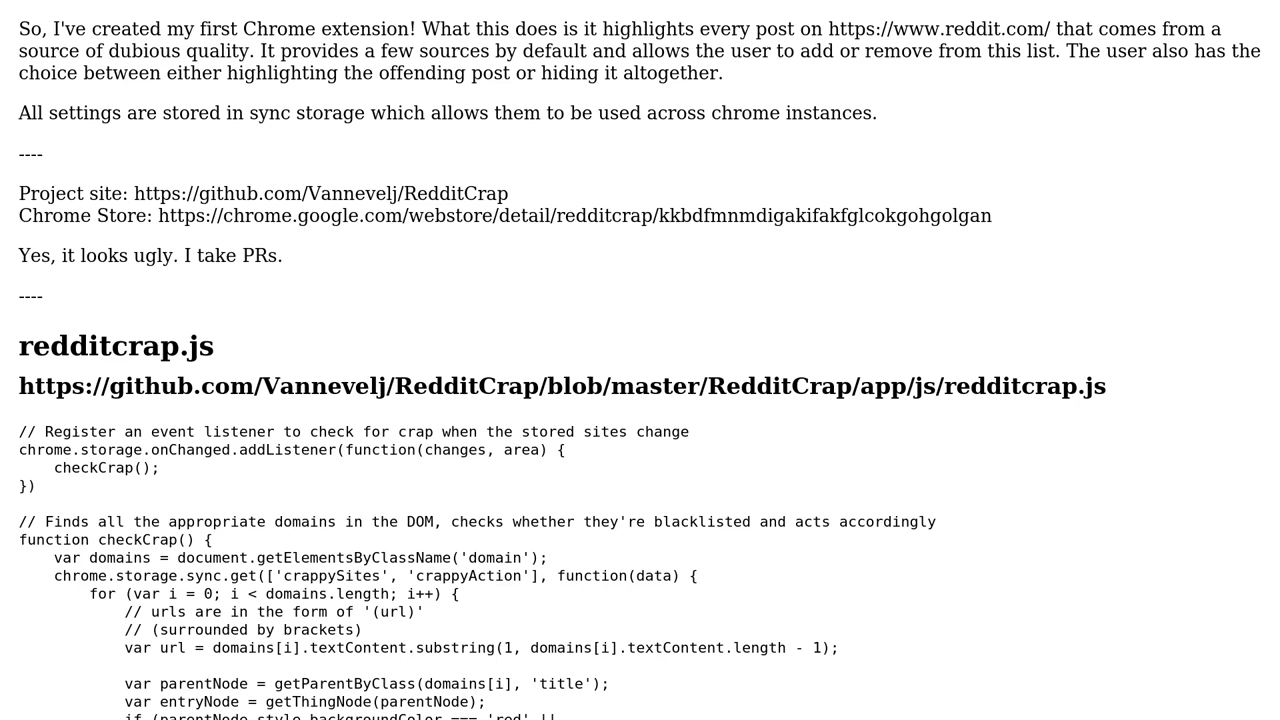 So, I've created my first Chrome extension! What this does is it highlights every post on https://www.reddit.com/ that comes from a
source of dubious quality. It provides a few sources by default and allows the user to add or remove from this list. The user also has the
choice between either highlighting the offending post or hiding it altogether.
All settings are stored in sync storage which allows them to be used across chrome instances.
----
Project site: https://github.com/Vannevelj/RedditCrap
Chrome Store: https://chrome.google.com/webstore/detail/redditcrap/kkbdfmnmdigakifakfglcokgohgolgan
Yes, it looks ugly. I take PRs.
----
redditcrap.js
https://github.com/Vannevelj/RedditCrap/blob/master/RedditCrap/app/js/redditcrap.js
// Register an event listener to check for crap when the stored sites change
chrome.storage.onChanged.addListener(function(changes, area) {
    checkCrap();
})
// Finds all the appropriate domains in the DOM, checks whether they're blacklisted and acts accordingly
function checkCrap() {
    var domains = document.getElementsByClassName('domain');
    chrome.storage.sync.get(['crappySites', 'crappyAction'], function(data) {
        for (var i = 0; i < domains.length; i++) {
            // urls are in the form of '(url)'
            // (surrounded by brackets)
            var url = domains[i].textContent.substring(1, domains[i].textContent.length - 1);
            var parentNode = getParentByClass(domains[i], 'title');
            var entryNode = getThingNode(parentNode);
            if (parentNode.style.backgroundColor === 'red' ||